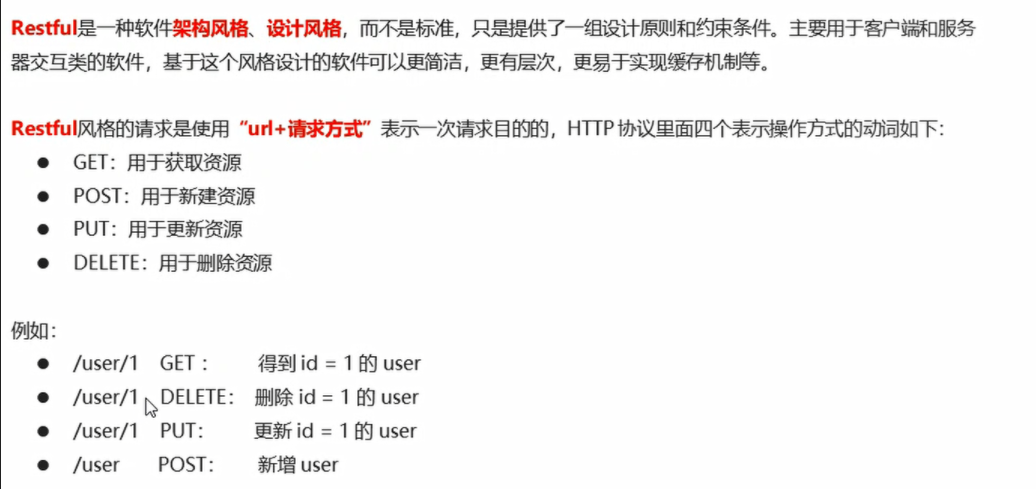 Restful是一种软件架构风格、设计风格，而不是标准，只是提供了一组设计原则和约束条件。主要用于客户端和服务
器交互类的软件，基于这个风格设计的软件可以更简洁，更有层次，更易于实现缓存机制等。
Restful风格的请求是使用“url+请求方式”表示一次请求目的的，HTTP 协议里面四个表示操作方式的动词如下：
● GET：用于获取资源
● POST：用于新建资源
● PUT：用于更新资源
● DELETE：用于删除资源
例如：
● /user/1 GET ： 得到 id = 1 的 user
● /user/1 DELETE： 删除 id = 1 的 user
● /user/1 PUT： 更新 id = 1 的 user
● /user POST： 新增 user